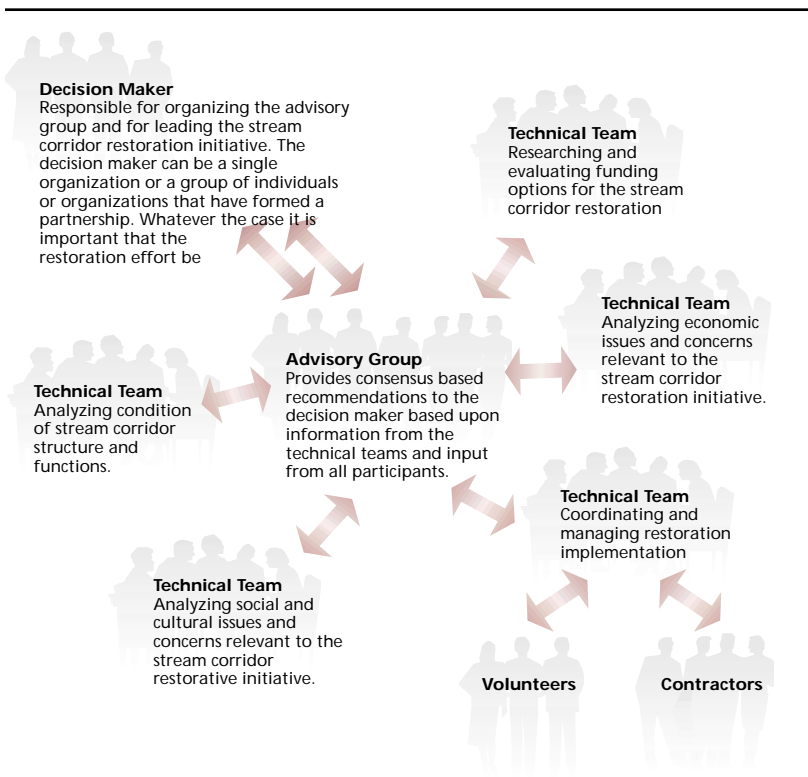 Decision Maker
Responsible for organizing the advisory
group and for leading the stream
corridor restoration initiative. The
decision maker can be a single
organization or a group of individuals
or organizations that have formed a
partnership. Whatever the case it is
important that the
restoration effort be
Technical Team
Researching and
evaluating funding
options for the stream
corridor restoration
Technical Team
Analyzing economic
issues and concerns
relevant to the
stream corridor
restoration initiative.
Advisory Group
Provides consensus based
recommendations to the
decision maker based upon
information from the
technical teams and input
from all participants.
Technical Team
Analyzing condition
of stream corridor
structure and
functions.
Technical Team
Coordinating and
managing restoration
implementation
Technical Team
Analyzing social and
cultural issues and
concerns relevant to the
stream corridor
restorative initiative.
Volunteers
Contractors